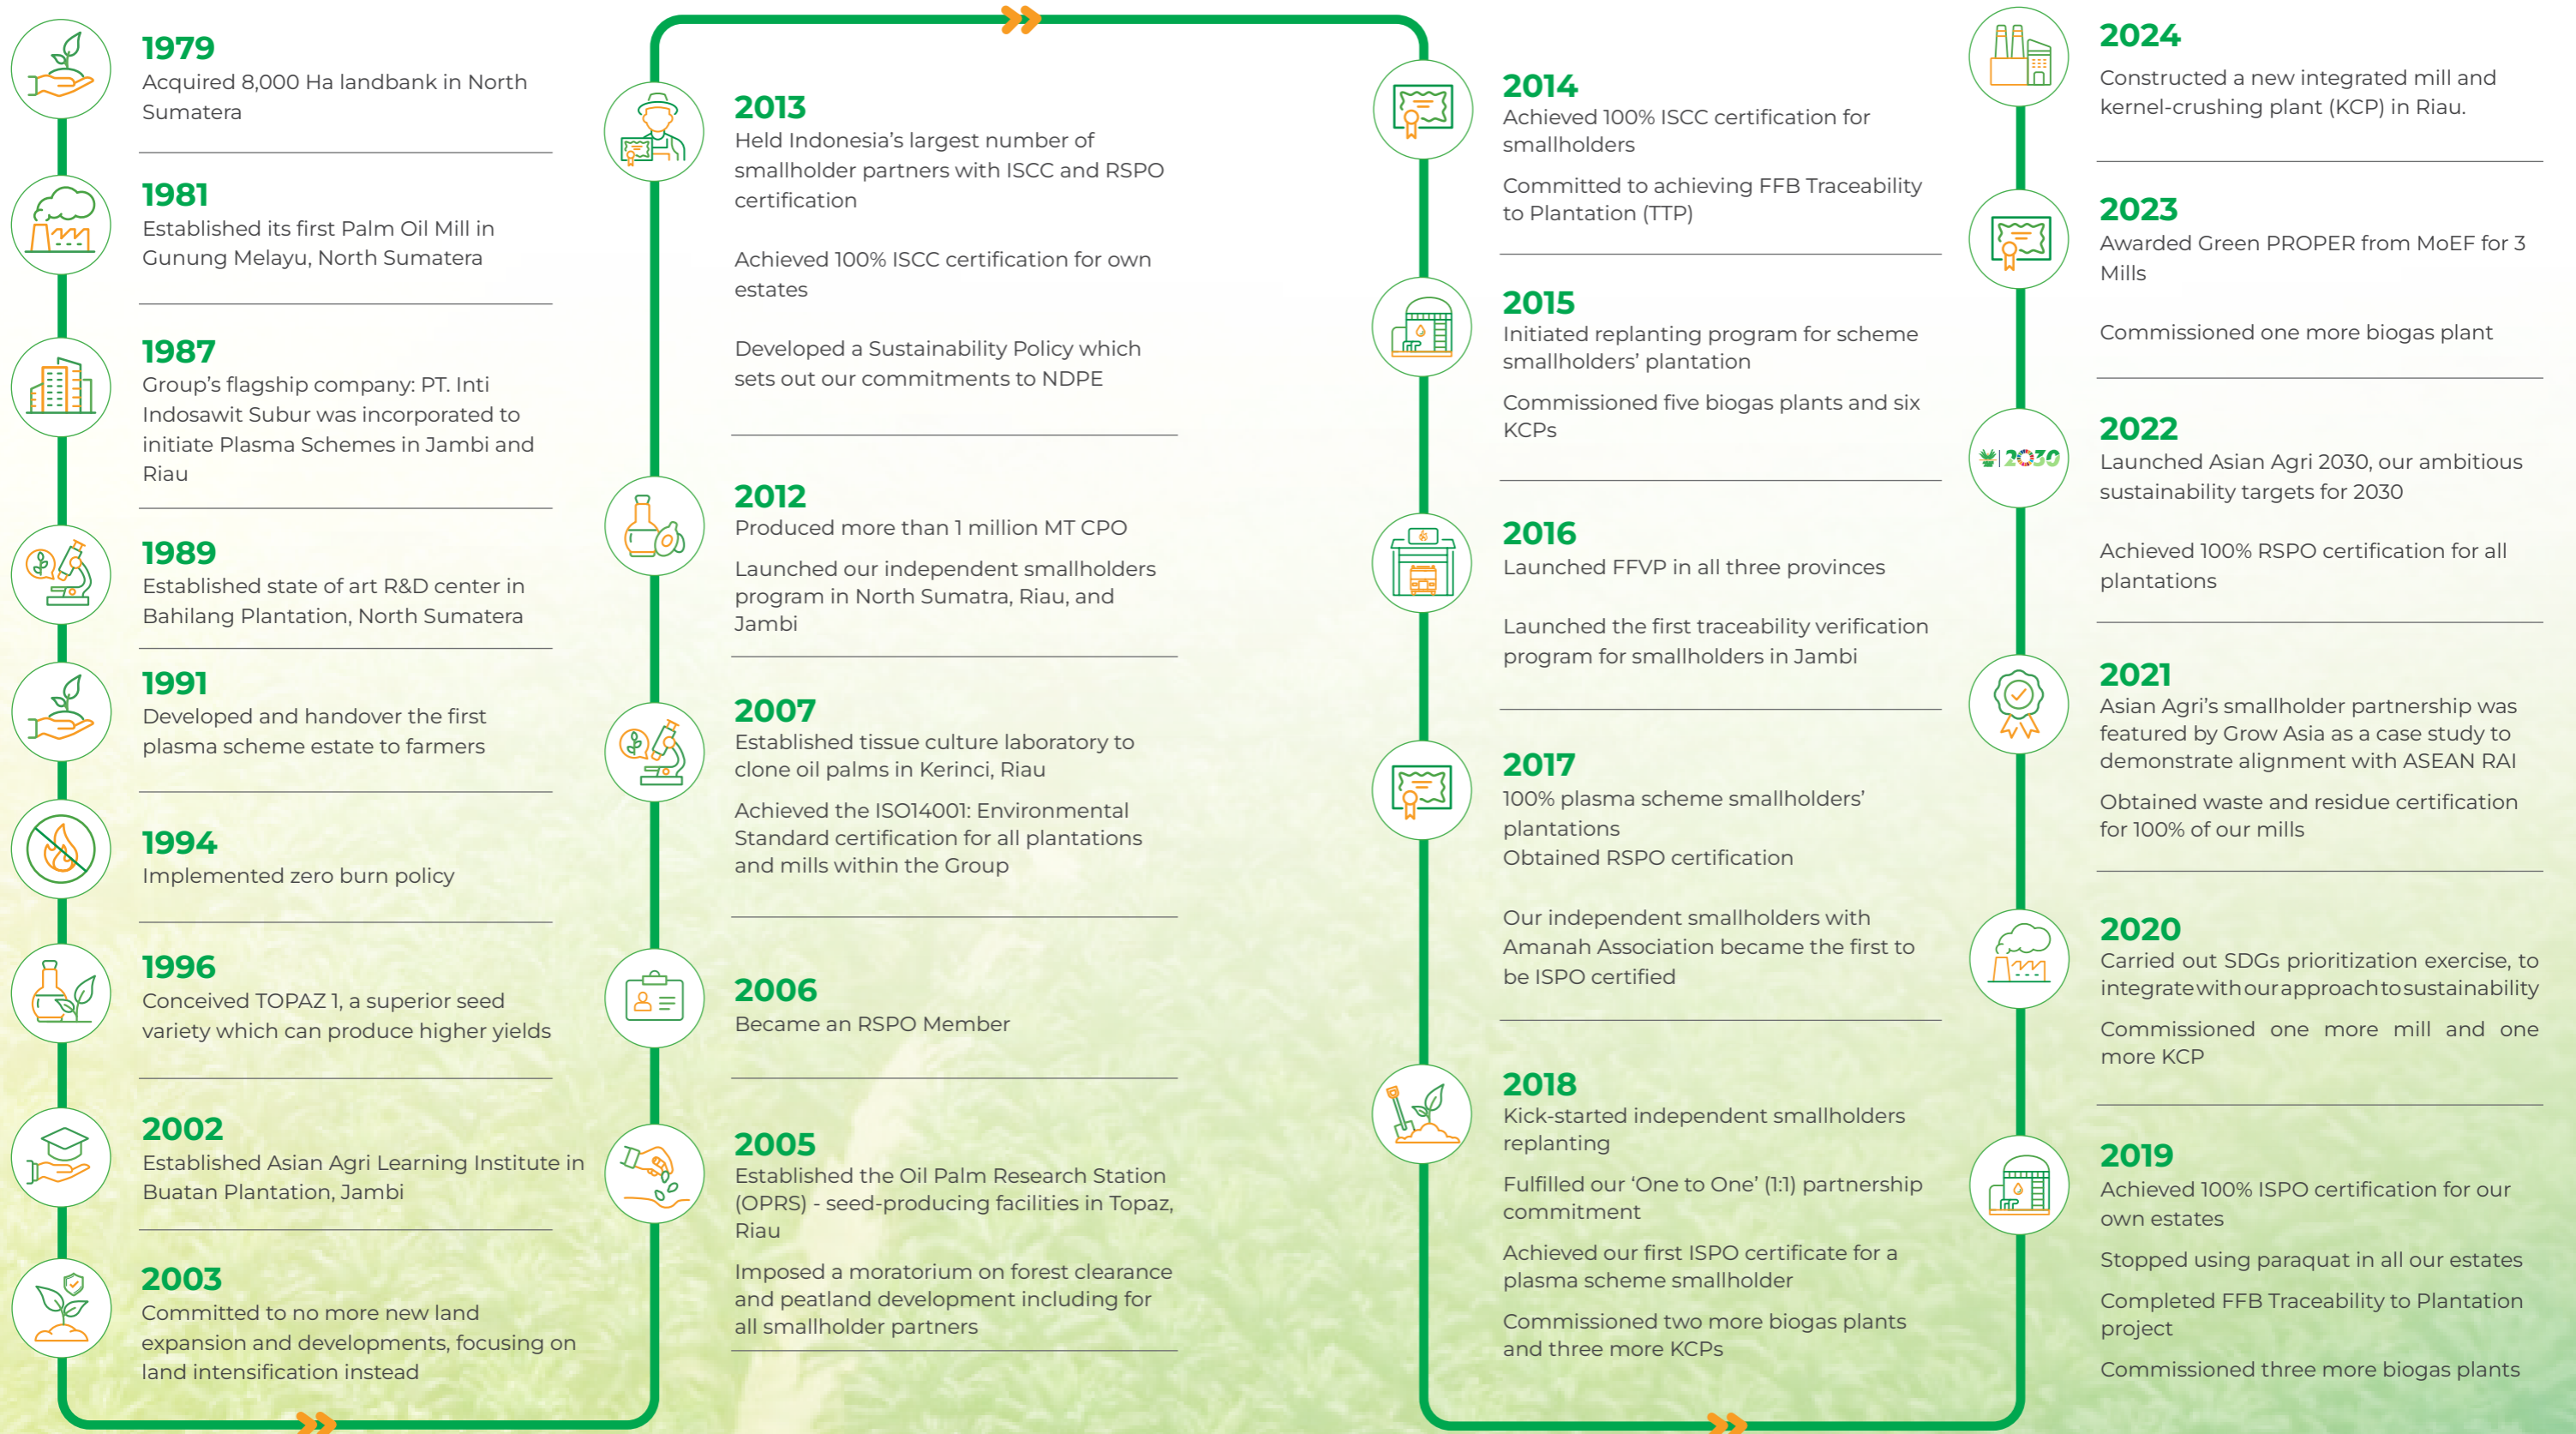 1979
Acquired 8,000 Ha landbank in North
Sumatera
1981
Established its first Palm Oil Mill in
Gunung Melayu, North Sumatera
1987
Group's flagship company: PT. Inti
Indosawit Subur was incorporated to
initiate Plasma Schemes in Jambi and
Riau
1989
Established state of art R&D center in
Bahilang Plantation, North Sumatera
1991
Developed and handover the first
plasma scheme estate to farmers
1994
Implemented zero burn policy
1996
Conceived TOPAZ 1, a superior seed
variety which can produce higher yields
2002
Established Asian Agri Learning Institute in
Buatan Plantation, Jambi
2003
Committed to no more new land
expansion and developments, focusing on
land intensification instead
2013
Held Indonesia's largest number of
smallholder partners with ISCC and RSPO
certification
Achieved 100% ISCC certification for own
estates
Developed a Sustainability Policy which
sets out our commitments to NDPE
2012
Produced more than 1 million MT CPO
Launched our independent smallholders
program in North Sumatra, Riau, and
Jambi
2007
Established tissue culture laboratory to
clone oil palms in Kerinci, Riau
Achieved the ISO14001: Environmental
Standard certification for all plantations
and mills within the Group
2006
Became an RSPO Member
2005
Established the Oil Palm Research Station
(OPRS) - seed-producing facilities in Topaz,
Riau
Imposed a moratorium on forest clearance
and peatland development including for
all smallholder partners
2014
Achieved 100% ISCC certification for
smallholders
Committed to achieving FFB Traceability
to Plantation (TTP)
2015
Initiated replanting program for scheme
smallholders' plantation
Commissioned five biogas plants and six
KCPs
2016
Launched FFVP in all three provinces
Launched the first traceability verification
program for smallholders in Jambi
2017
100% plasma scheme smallholders'
plantations
Obtained RSPO certification
Our independent smallholders with
Amanah Association became the first to
be ISPO certified
2018
Kick-started independent smallholders
replanting
Fulfilled our ‘One to One’ (1:1) partnership
commitment
Achieved our first ISPO certificate for a
plasma scheme smallholder
Commissioned two more biogas plants
and three more KCPs
2024
Constructed a new integrated mill and
kernel-crushing plant (KCP) in Riau.
2023
Awarded Green PROPER from MoEF for 3
Mills
Commissioned one more biogas plant
2030
2022
Launched Asian Agri 2030, our ambitious
sustainability targets for 2030
Achieved 100% RSPO certification for all
plantations
2021
Asian Agri's smallholder partnership was
featured by Grow Asia as a case study to
demonstrate alignment with ASEAN RAI
Obtained waste and residue certification
for 100% of our mills
2020
Carried out SDGs prioritization exercise, to
integrate with our approach to sustainability
Commissioned one more mill and one
more KCP
2019
Achieved 100% ISPO certification for our
own estates
Stopped using paraquat in all our estates
Completed FFB Traceability to Plantation
project
Commissioned three more biogas plants